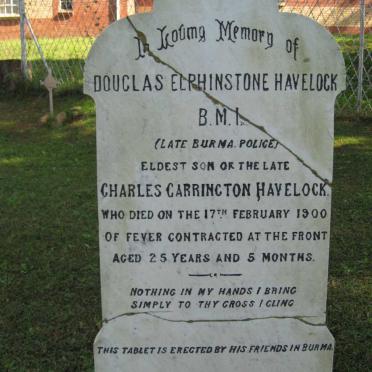 In Loving Memory of
DOUGLAS ELPHINSTONE HAVELOCK
B.M.I.
(LATE BURMA POLICE)
ELDEST SON OF THE LATE
CHARLES CARRINGTON HAVELOCK.
WHO DIED ON THE 17TH FEBRUARY 1900
OF FEVER CONTRACTED AT THE FRONT
AGED 25 YEARS AND 5 MONTHS.
NOTHING IN MY HANDS I BRING
SIMPLY TO THY CROSS I CLING
THIS TABLET IS ERECTED BY HIS FRIENDS IN BURMA.